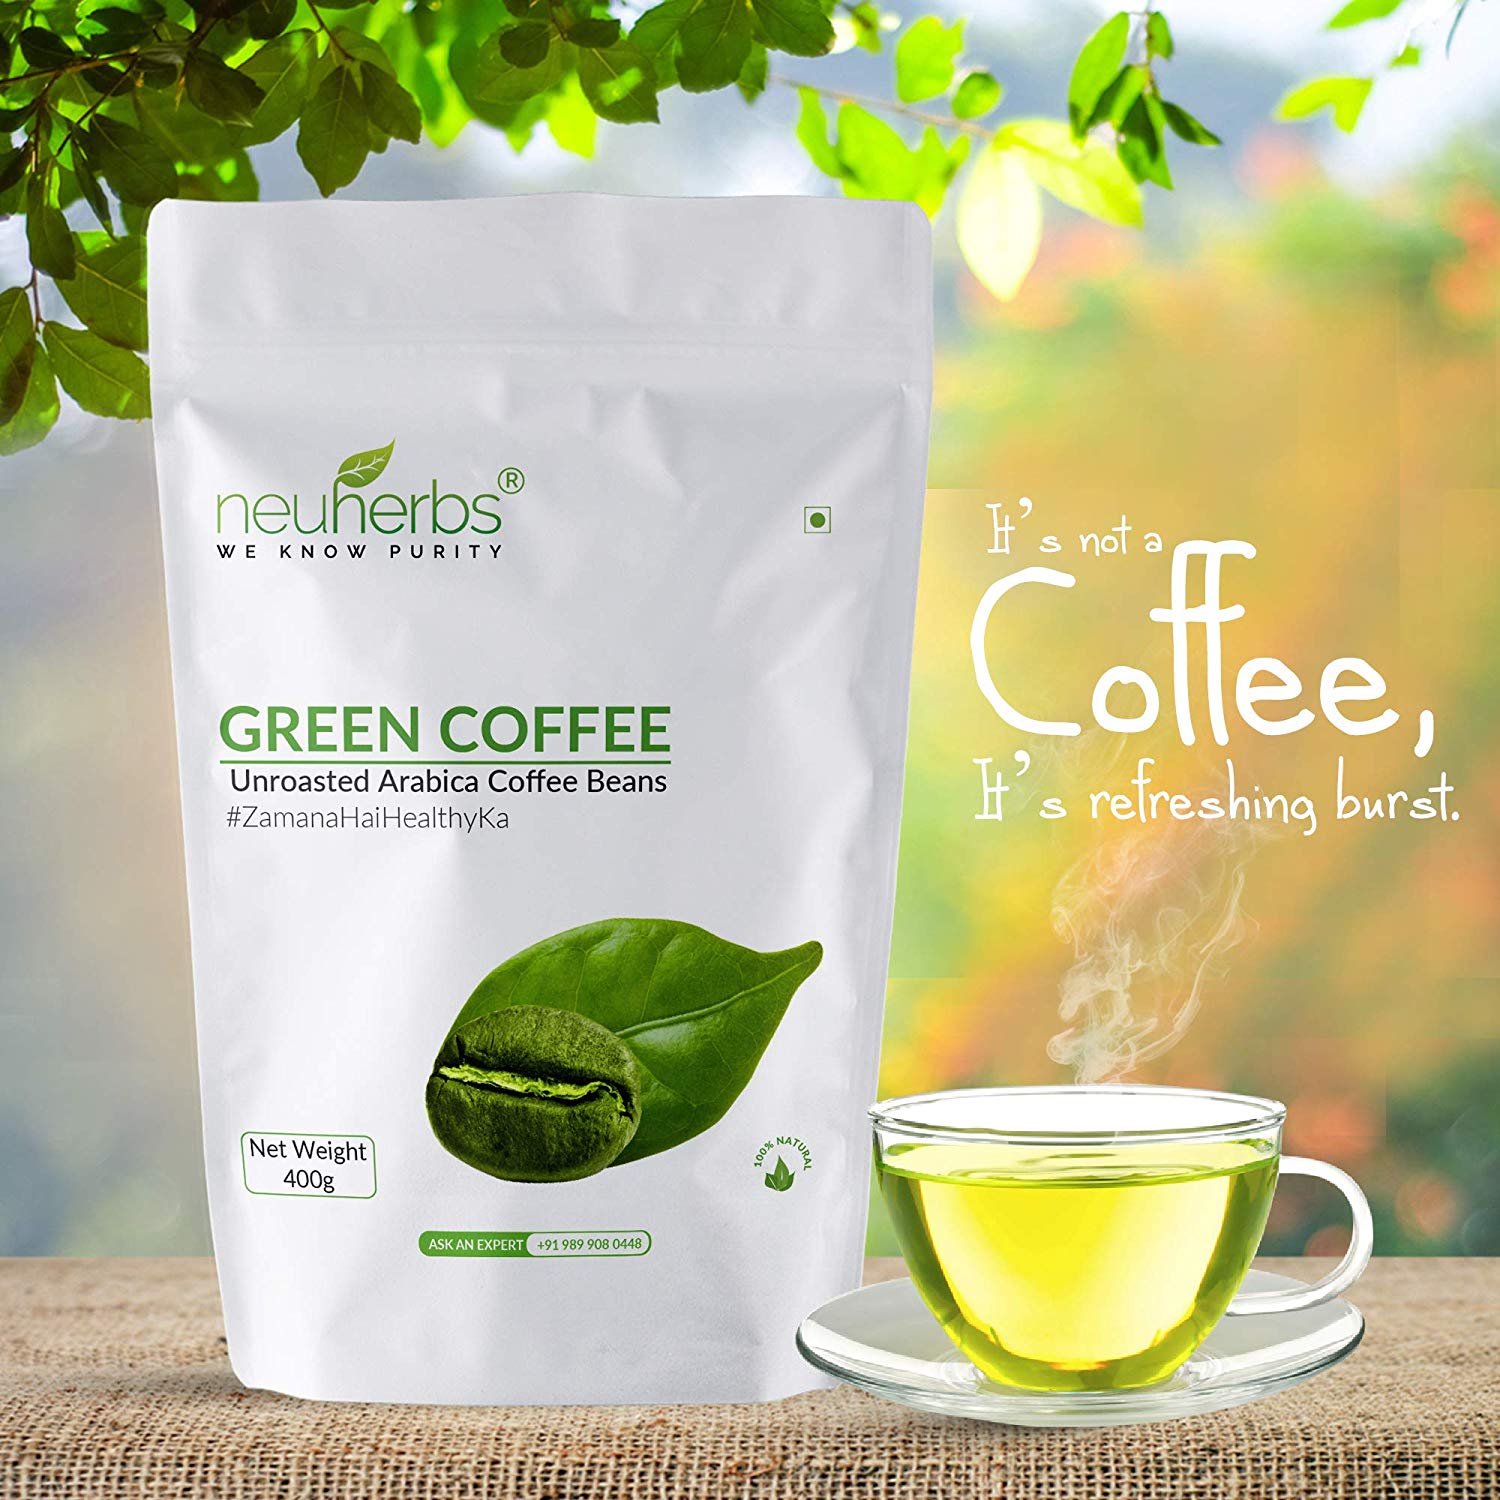 neuherbs®
WE KNOW PURITY
GREEN COFFEE
Unroasted Arabica Coffee Beans
#ZamanaHaiHealthyKa
Net Weight
400g
100% NATURAL
ASK AN EXPERT +91 989 908 0448
It's not a
Coffee,
It's refreshing burst.